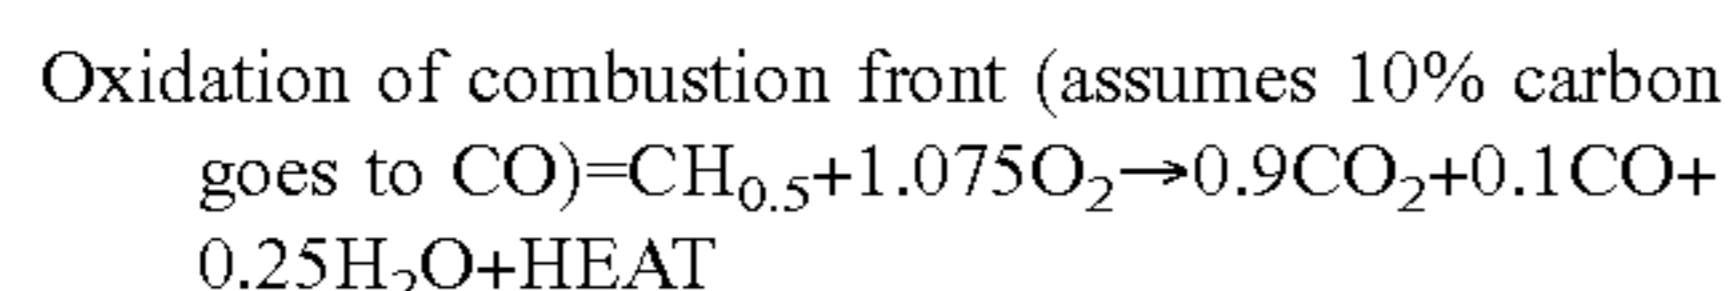 Oxidation of combustion front (assumes 10% carbon
goes to CO)=CH₀.₅+1.075O₂→0.9CO₂+0.1CO+
0.25H₂O+HEAT